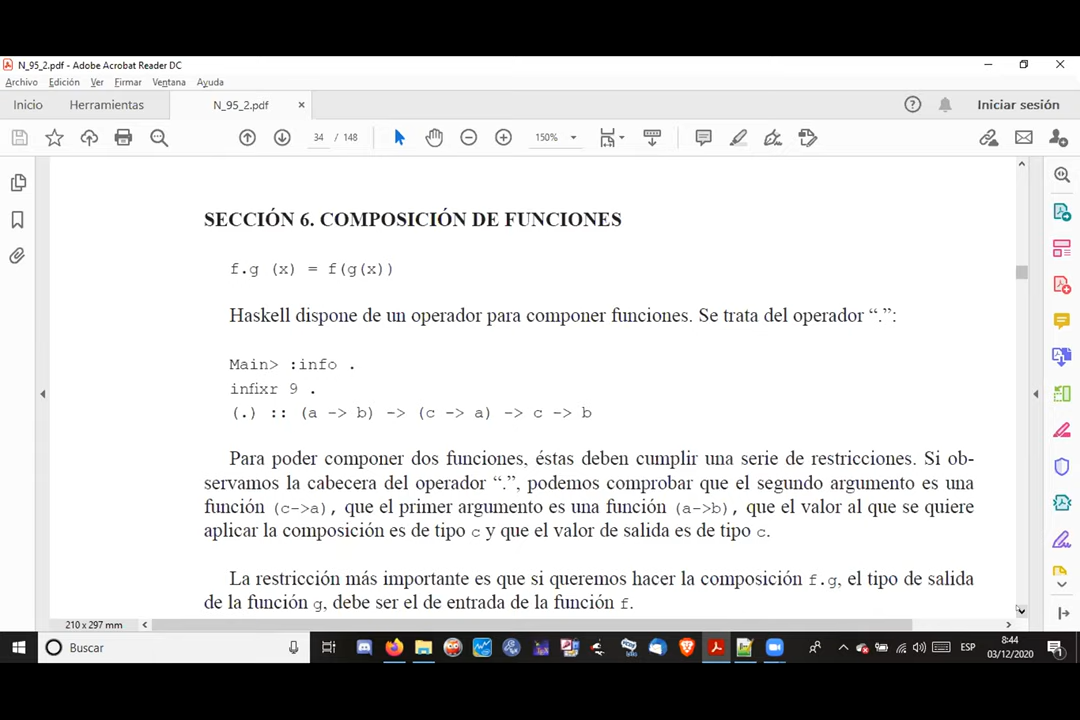 N_95_2.pdf - Adobe Acrobat Reader DC
Archivo Edición Ver Firmar Ventana Ayuda
Inicio Herramientas N_95_2.pdf × Iniciar sesión
34 / 148 150%
SECCIÓN 6. COMPOSICIÓN DE FUNCIONES
f.g (x) = f(g(x))
Haskell dispone de un operador para componer funciones. Se trata del operador “.”:
Main> :info .
infixr 9 .
(.) :: (a -> b) -> (c -> a) -> c -> b
Para poder componer dos funciones, éstas deben cumplir una serie de restricciones. Si ob-
servamos la cabecera del operador “.”, podemos comprobar que el segundo argumento es una
función (c->a), que el primer argumento es una función (a->b), que el valor al que se quiere
aplicar la composición es de tipo c y que el valor de salida es de tipo c.
La restricción más importante es que si queremos hacer la composición f.g, el tipo de salida
de la función g, debe ser el de entrada de la función f.
210 x 297 mm
Buscar ESP 8:44
03/12/2020